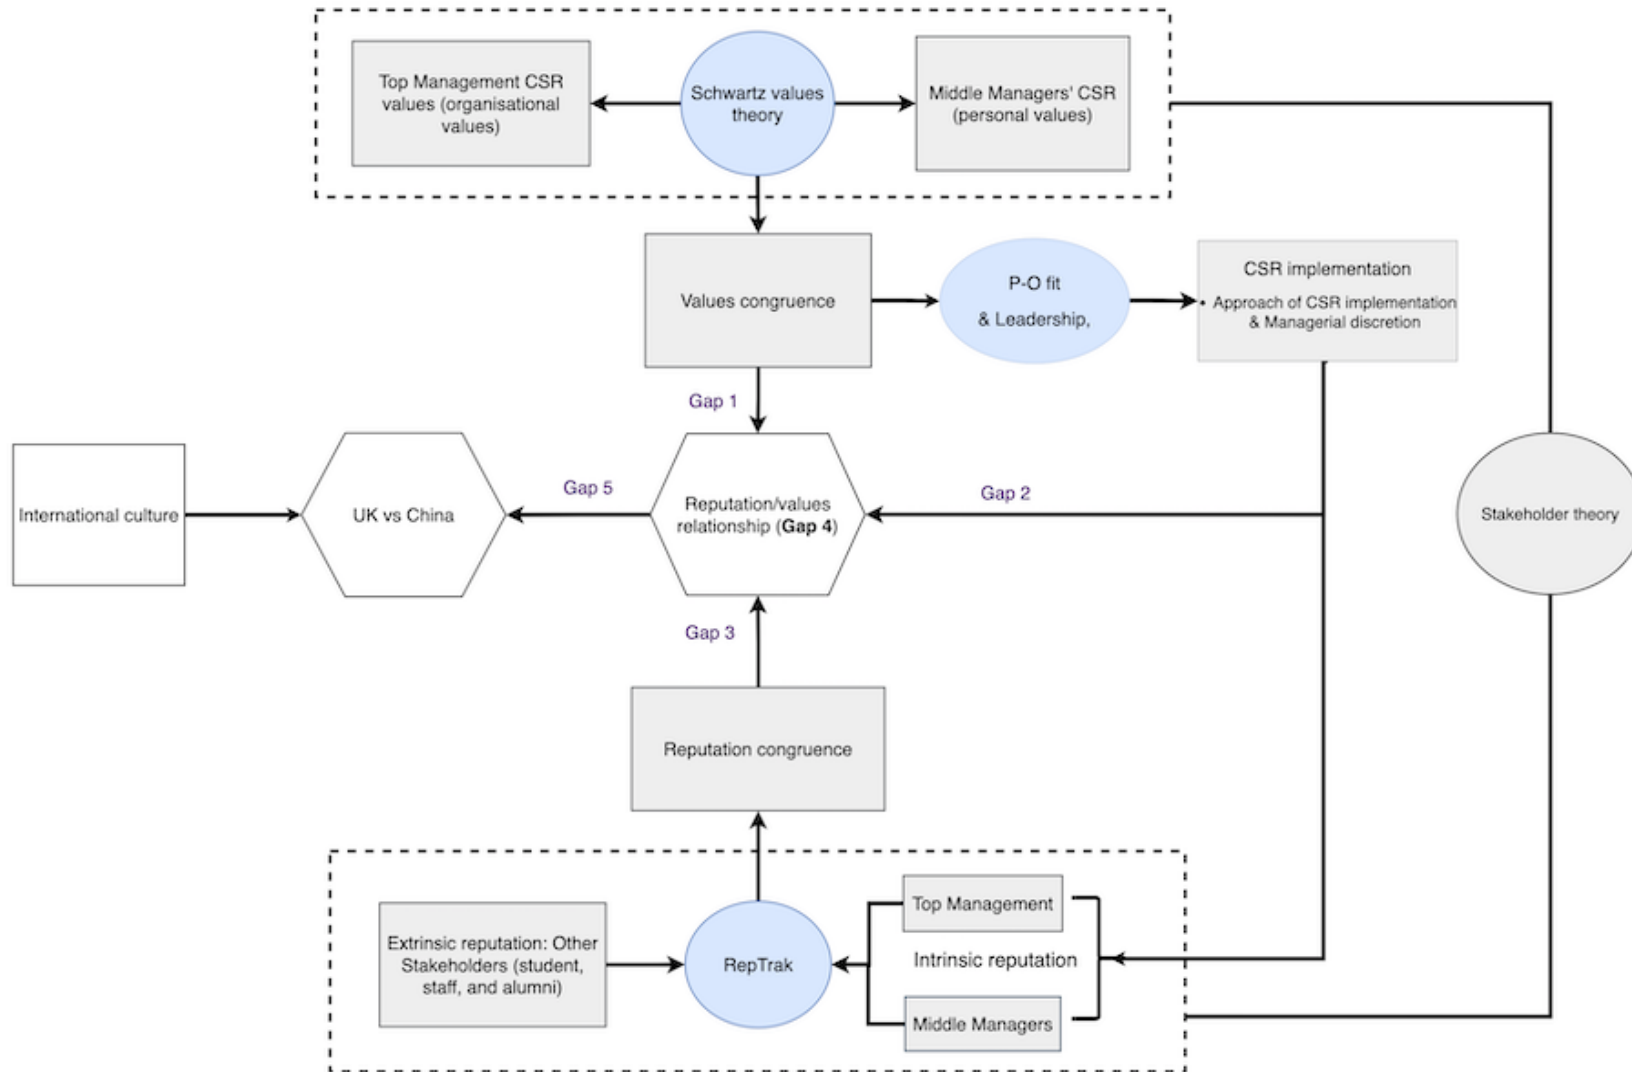 Top Management CSR
values (organisational
values)
Schwartz values
theory
Middle Managers' CSR
(personal values)
Values congruence
P-O fit
& Leadership,
CSR implementation
• Approach of CSR implementation
& Managerial discretion
Gap 1
International culture
UK vs China
Gap 5
Reputation/values
relationship (Gap 4)
Gap 2
Stakeholder theory
Gap 3
Reputation congruence
Extrinsic reputation: Other
Stakeholders (student,
staff, and alumni)
RepTrak
Top Management
Intrinsic reputation
Middle Managers